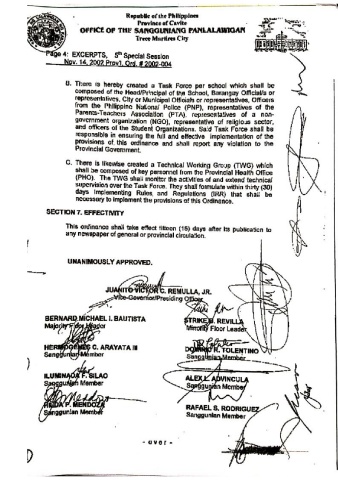 Republic of the Philippines
Province of Cavite
OFFICE OF THE SANGGUNIANG PANLALAWIGAN
Trece Martires City
Page 4: EXCERPTS, 5th Special Session
Nov. 14, 2002 Provl. Ord. # 2002-004
B. There is hereby created a Task Force per school which shall be
composed of the Head/Principal of the School, Barangay Official/s or
representatives, City or Municipal Officials or representatives, Officers
from the Philippine National Police (PNP), representatives of the
Parents-Teachers Association (PTA), representatives of a non-
government organization (NGO), representative of religious sector,
and officers of the Student Organizations. Said Task Force shall be
responsible in ensuring the full and effective implementation of the
provisions of this ordinance and shall report any violation to the
Provincial Government.
C. There is likewise created a Technical Working Group (TWG) which
shall be composed of key personnel from the Provincial Health Office
(PHO). The TWG shall monitor the activities of and extend technical
supervision over the Task Force. They shall formulate within thirty (30)
days Implementing Rules and Regulations (IRR) that shall be
necessary to implement the provisions of this Ordinance.
SECTION 7. EFFECTIVITY
This ordinance shall take effect fifteen (15) days after its publication to
any newspaper of general or provincial circulation.
UNANIMOUSLY APPROVED.
JUANITO VICTOR C. REMULLA, JR.
Vice-Governor/Presiding Officer
BERNARD MICHAEL I. BAUTISTA
Majority Floor Leader
STRIKE B. REVILLA
Minority Floor Leader
HERMOGENES C. ARAYATA III
Sangguniang Member
TOLENTINO
Sanggunian Member
ILUMINADA F. BILAO
Sanggunian Member
ALEX L. ADVINCULA
Sanggunian Member
P. MENDOZA
Sanggunian Member
RAFAEL S. RODRIGUEZ
Sanggunian Member
- over -